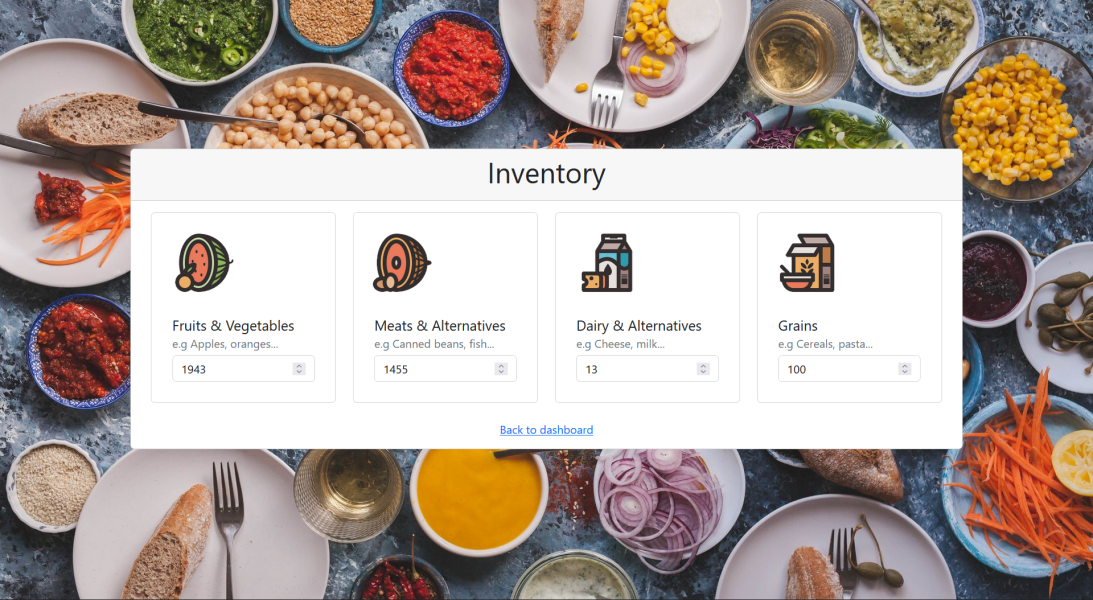 Inventory
Fruits & Vegetables
e.g Apples, oranges...
1943
Meats & Alternatives
e.g Canned beans, fish...
1455
Dairy & Alternatives
e.g Cheese, milk...
13
Grains
e.g Cereals, pasta...
100
Back to dashboard